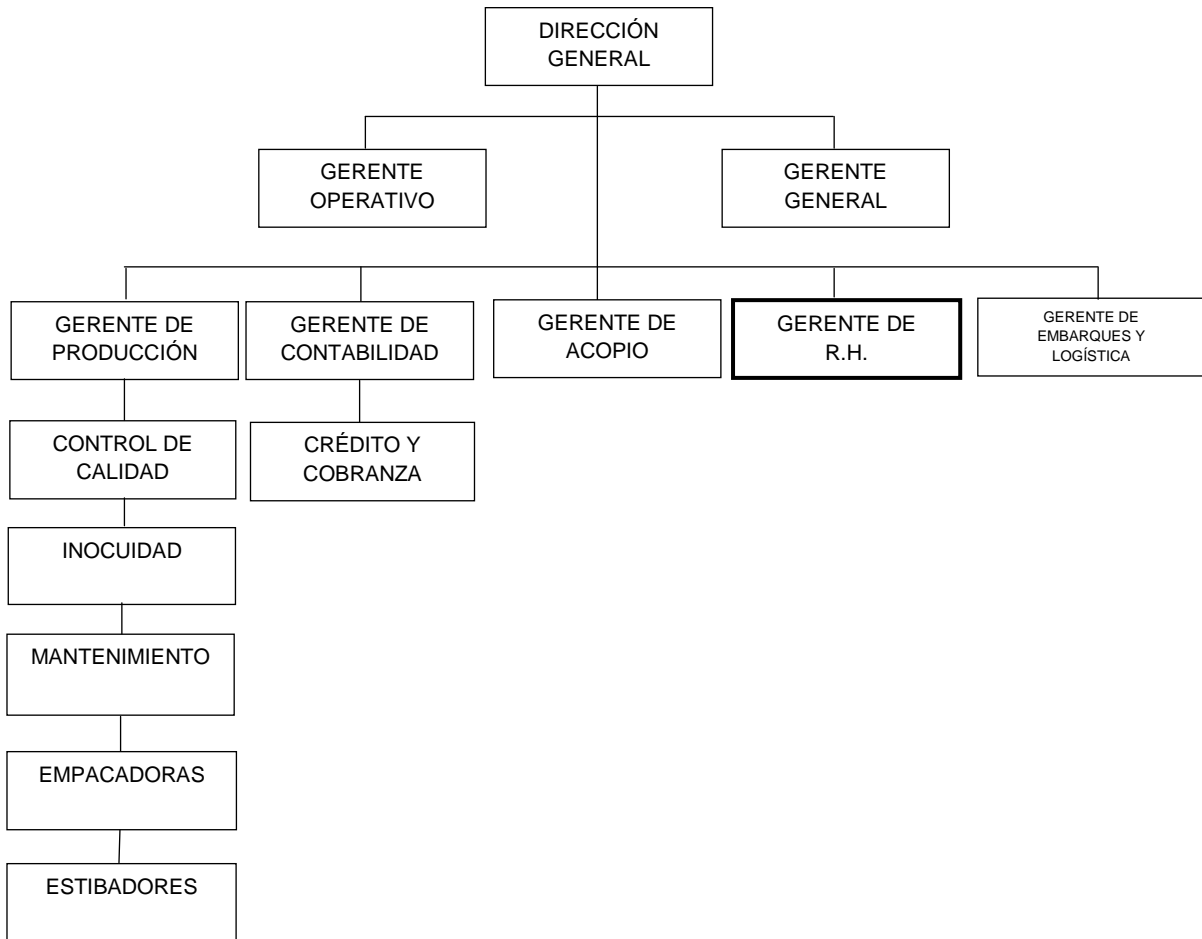 DIRECCIÓN
GENERAL
GERENTE
OPERATIVO
GERENTE
GENERAL
GERENTE DE
PRODUCCIÓN
GERENTE DE
CONTABILIDAD
GERENTE DE
ACOPIO
GERENTE DE
R.H.
GERENTE DE
EMBARQUES Y
LOGÍSTICA
CONTROL DE
CALIDAD
CRÉDITO Y
COBRANZA
INOCUIDAD
MANTENIMIENTO
EMPACADORAS
ESTIBADORES